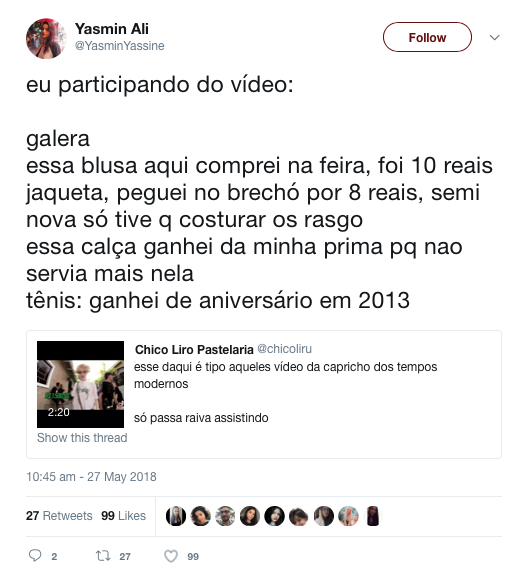 Yasmin Ali
@YasminYassine
Follow
eu participando do vídeo:
galera
essa blusa aqui comprei na feira, foi 10 reais
jaqueta, peguei no brechó por 8 reais, semi
nova só tive q costurar os rasgo
essa calça ganhei da minha prima pq nao
servia mais nela
tênis: ganhei de aniversário em 2013
Chico Liro Pastelaria @chicoliru
esse daqui é tipo aqueles vídeo da capricho dos tempos
modernos
só passa raiva assistindo
2:20
Show this thread
10:45 am - 27 May 2018
27 Retweets 99 Likes
2 27 99